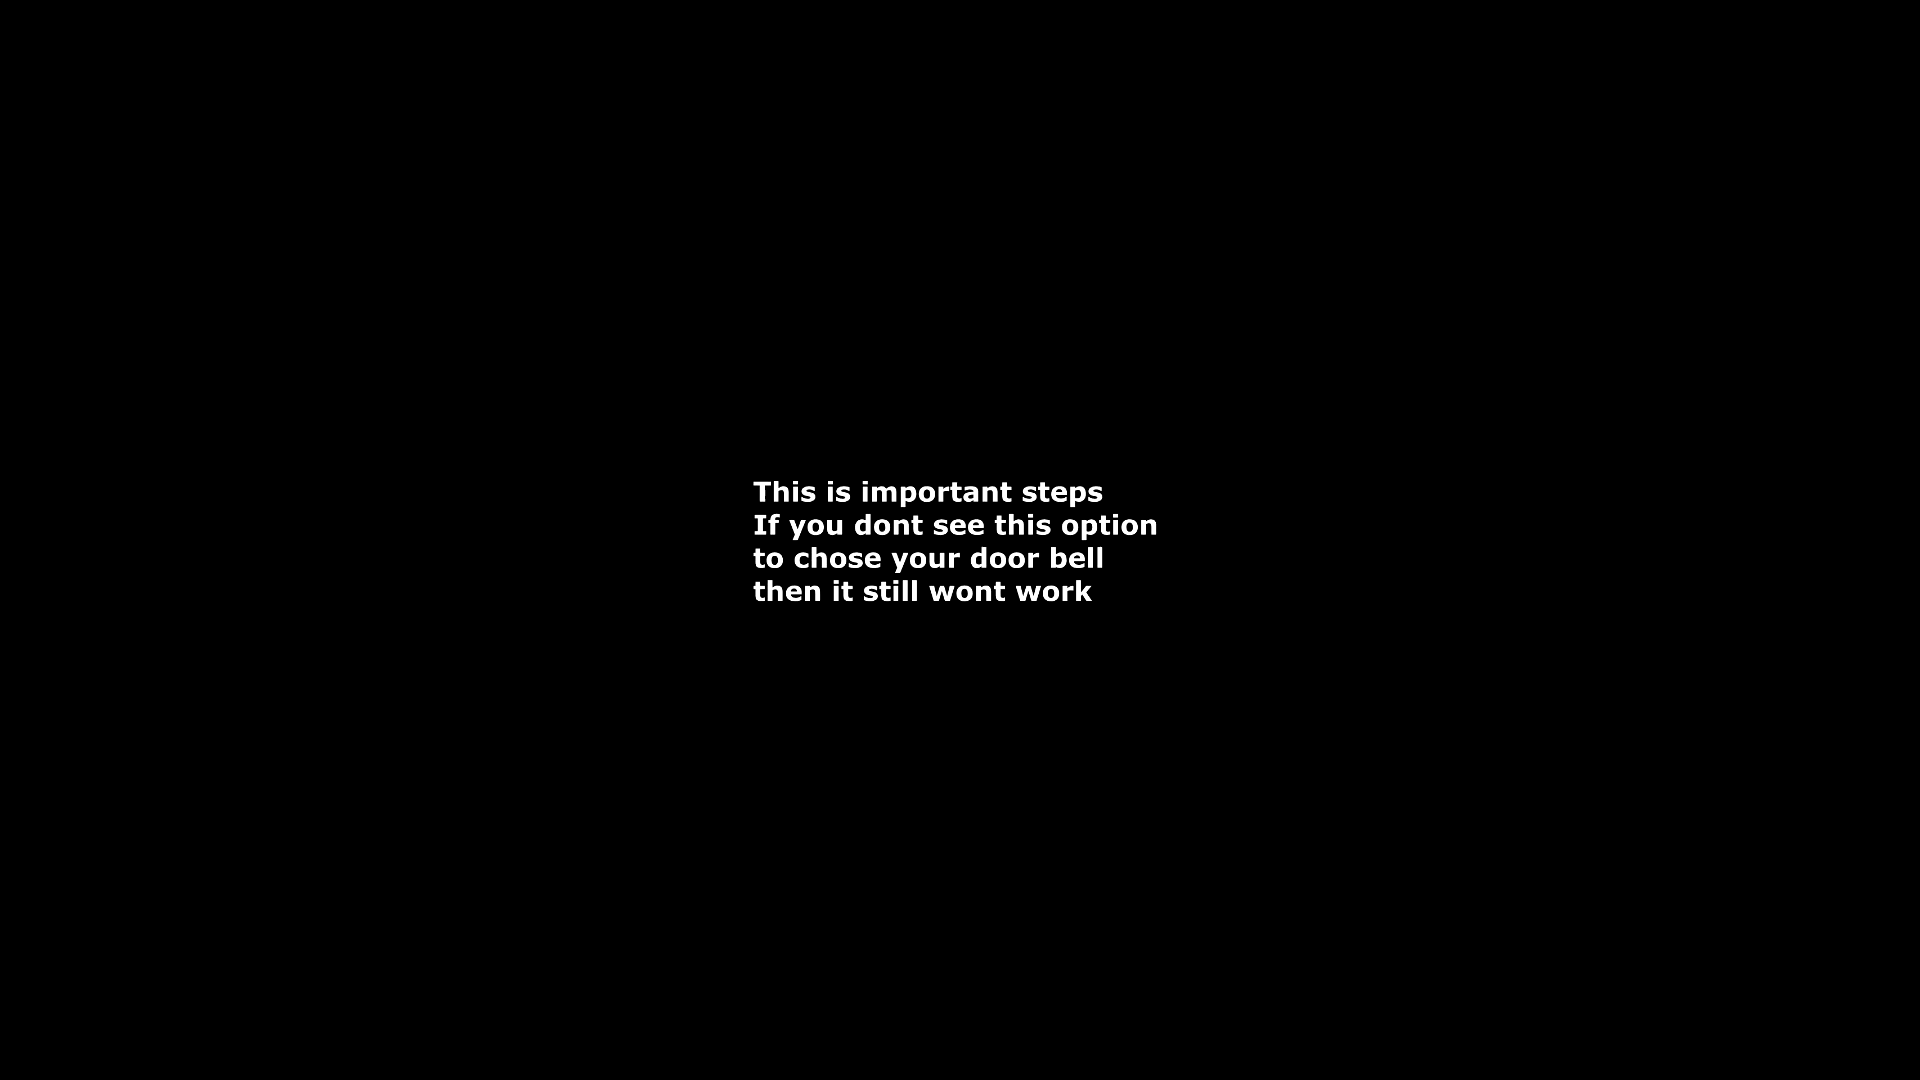 This is important steps
If you dont see this option
to chose your door bell
then it still wont work